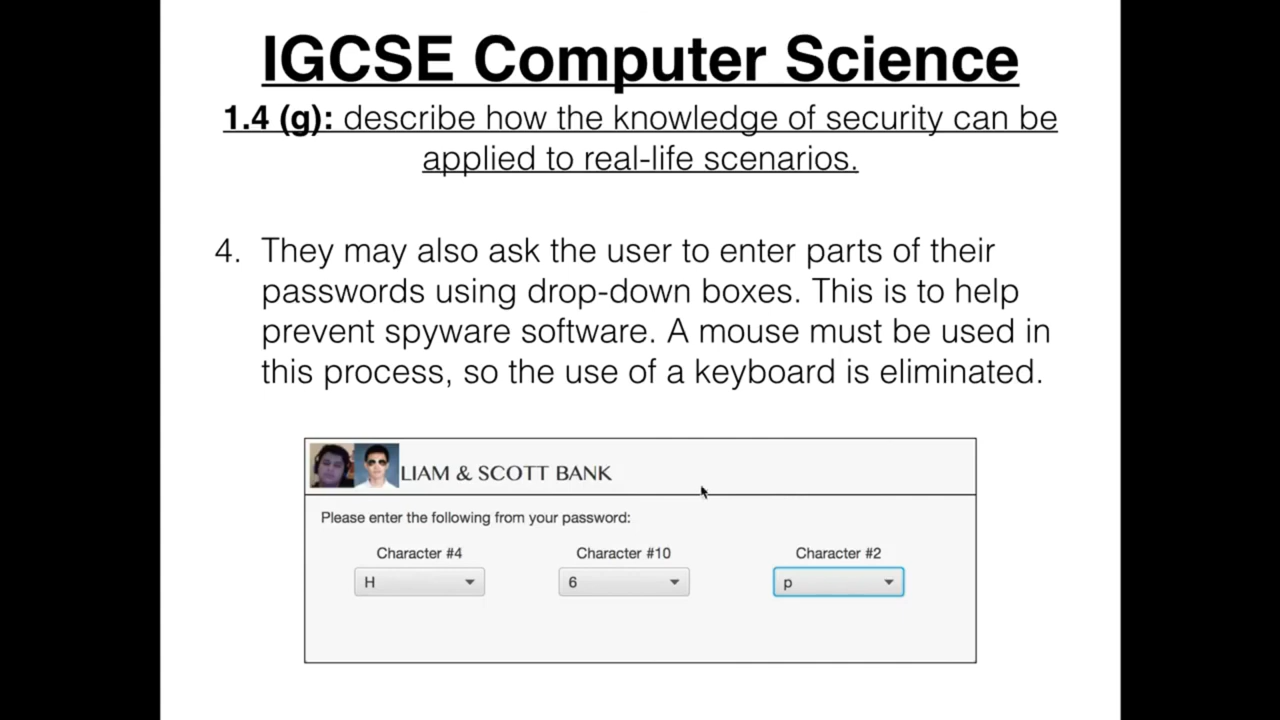 IGCSE Computer Science
1.4 (g): describe how the knowledge of security can be
applied to real-life scenarios.
4. They may also ask the user to enter parts of their
passwords using drop-down boxes. This is to help
prevent spyware software. A mouse must be used in
this process, so the use of a keyboard is eliminated.
LIAM & SCOTT BANK
Please enter the following from your password:
Character #4 Character #10 Character #2
H 6 p